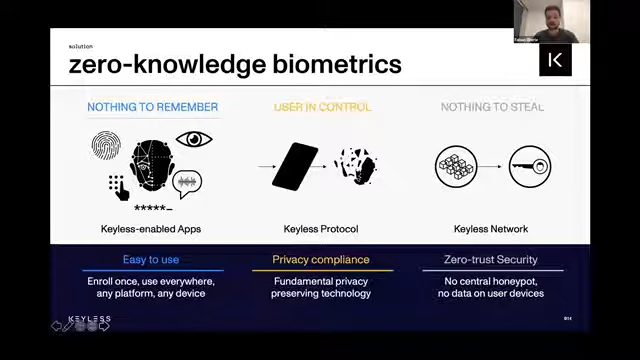 solution
zero-knowledge biometrics
NOTHING TO REMEMBER
USER IN CONTROL
NOTHING TO STEAL
*****_
Keyless-enabled Apps
Keyless Protocol
Keyless Network
Easy to use
Privacy compliance
Zero-trust Security
Enroll once, use everywhere,
any platform, any device
Fundamental privacy
preserving technology
No central honeypot,
no data on user devices
KEYLESS